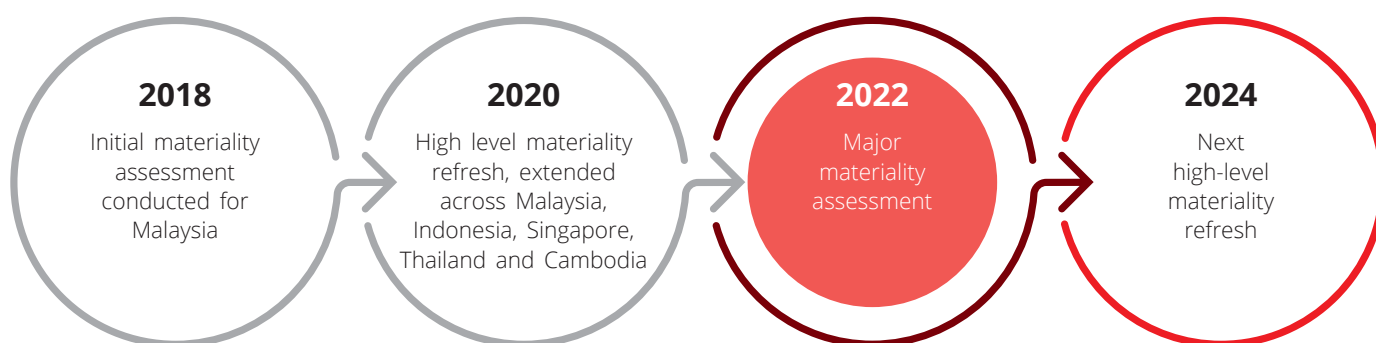 2018
Initial materiality
assessment
conducted for
Malaysia
2020
High level materiality
refresh, extended
across Malaysia,
Indonesia, Singapore,
Thailand and Cambodia
2022
Major
materiality
assessment
2024
Next
high-level
materiality
refresh